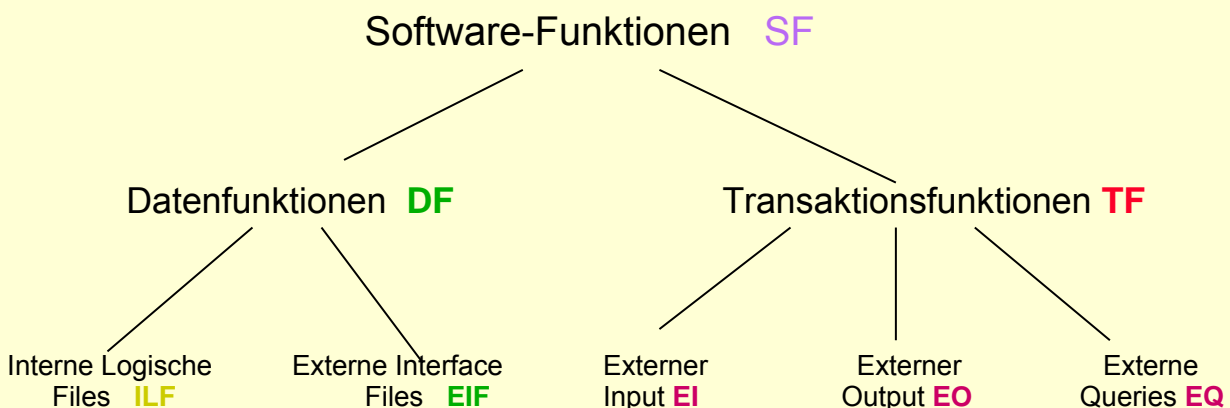 Software-Funktionen SF
Datenfunktionen DF
Transaktionsfunktionen TF
Interne Logische
Files ILF
Externe Interface
Files EIF
Externer
Input EI
Externer
Output EO
Externe
Queries EQ